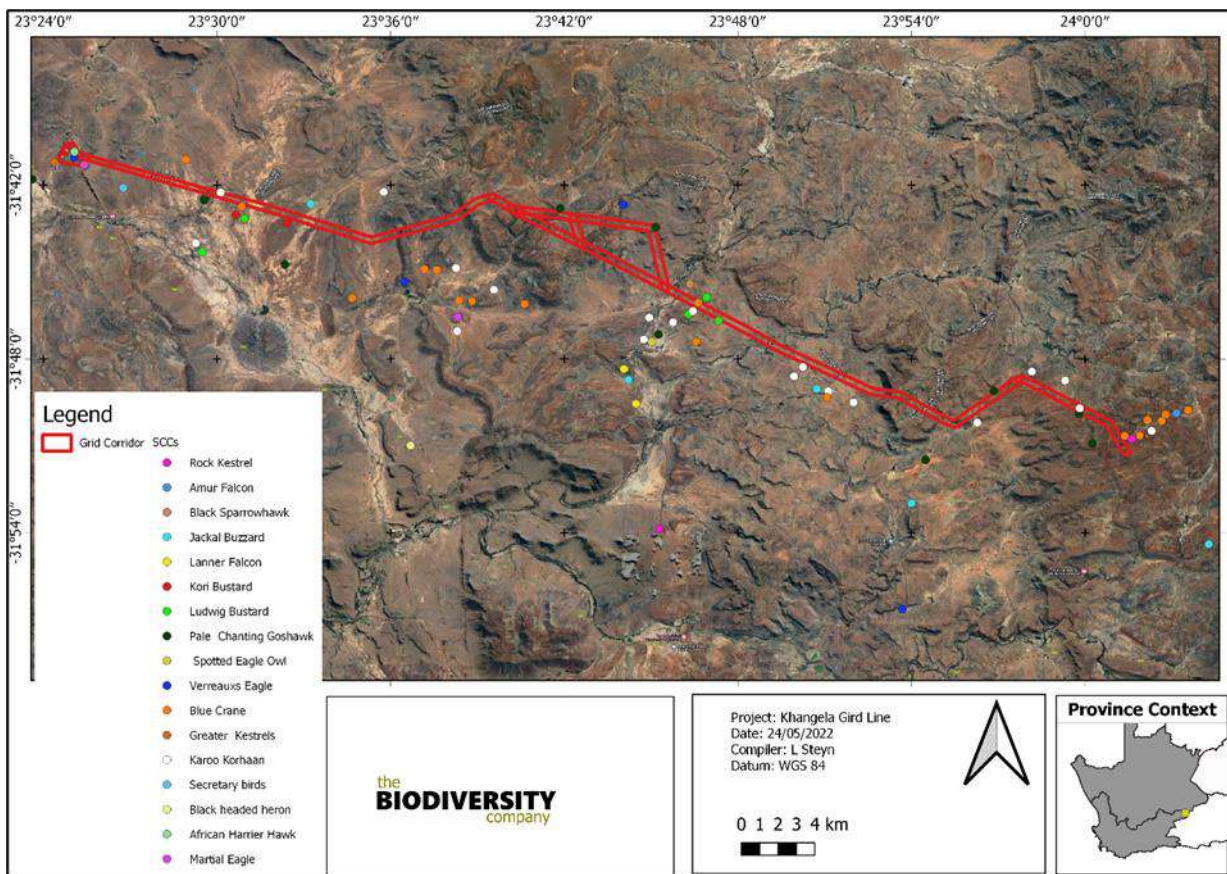 23°24'0" 23°30'0" 23°36'0" 23°42'0" 23°48'0" 23°54'0" 24°0'0"
-31°42'0"
-31°48'0"
-31°54'0"
Legend
Grid Corridor SCCs
Rock Kestrel
Amur Falcon
Black Sparrowhawk
Jackal Buzzard
Lanner Falcon
Kori Bustard
Ludwig Bustard
Pale Chanting Goshawk
Spotted Eagle Owl
Verreauxs Eagle
Blue Crane
Greater Kestrels
Karoo Korhaan
Secretary birds
Black headed heron
African Harrier Hawk
Martial Eagle
the
BIODIVERSITY
company
Project: Khangela Gird Line
Date: 24/05/2022
Compiler: L Steyn
Datum: WGS 84
0 1 2 3 4 km
Province Context